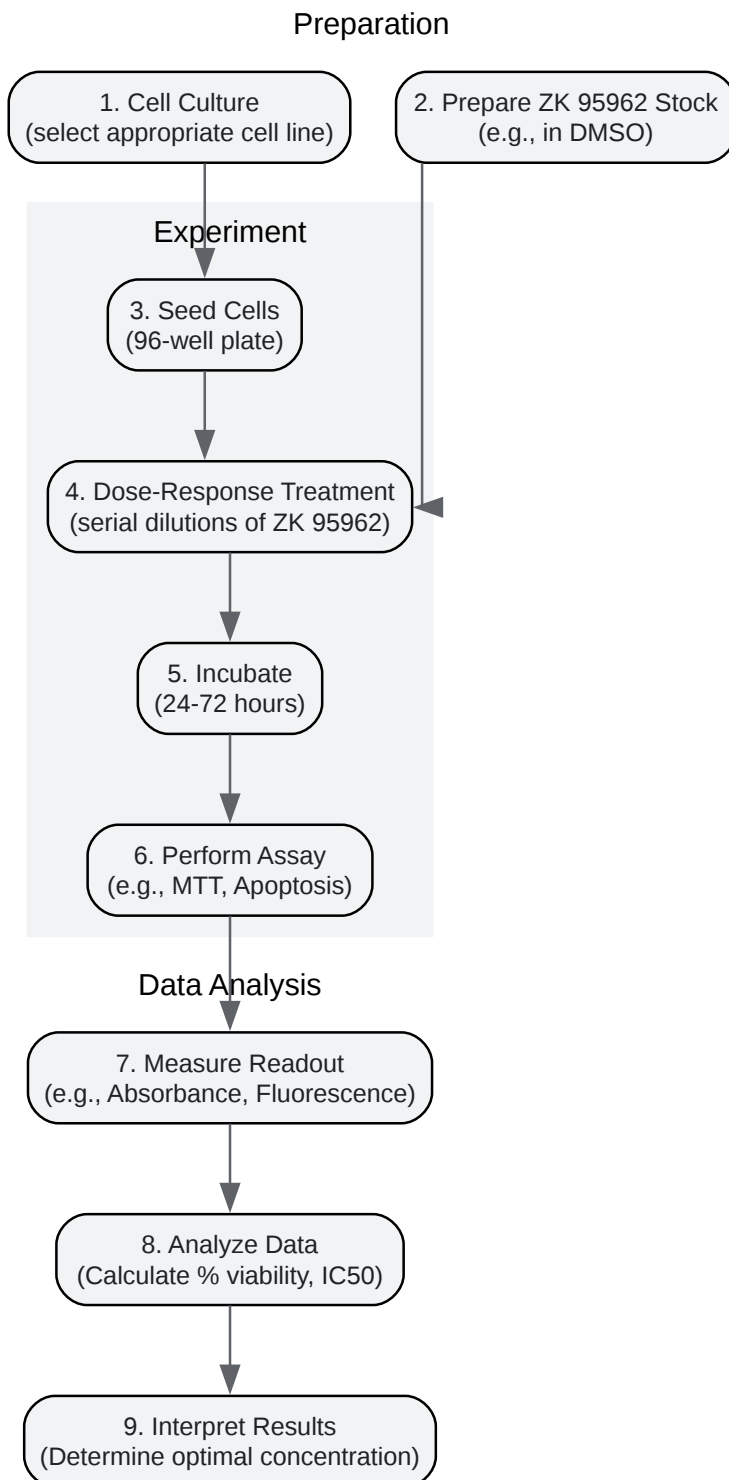 Preparation
1. Cell Culture
(select appropriate cell line)
2. Prepare ZK 95962 Stock
(e.g., in DMSO)
Experiment
3. Seed Cells
(96-well plate)
4. Dose-Response Treatment
(serial dilutions of ZK 95962)
5. Incubate
(24-72 hours)
6. Perform Assay
(e.g., MTT, Apoptosis)
Data Analysis
7. Measure Readout
(e.g., Absorbance, Fluorescence)
8. Analyze Data
(Calculate % viability, IC50)
9. Interpret Results
(Determine optimal concentration)